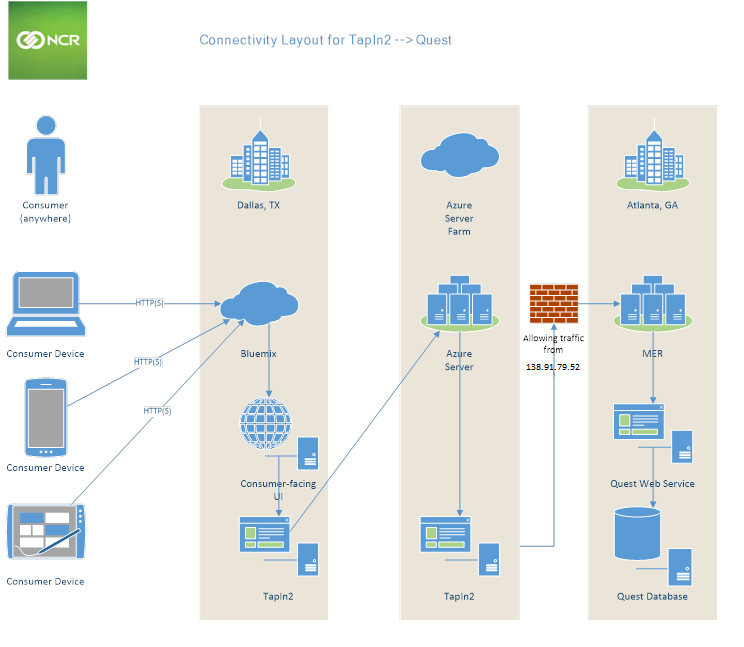 NCR
Connectivity Layout for TapIn2 --> Quest
Consumer
(anywhere)
Dallas, TX
Azure
Server
Farm
Atlanta, GA
HTTP(S)
Consumer Device
Bluemix
Azure
Server
Allowing traffic
from
138.91.79.52
MER
HTTP(S)
HTTP(S)
Consumer Device
Consumer-facing
UI
Quest Web Service
Consumer Device
TapIn2
TapIn2
Quest Database